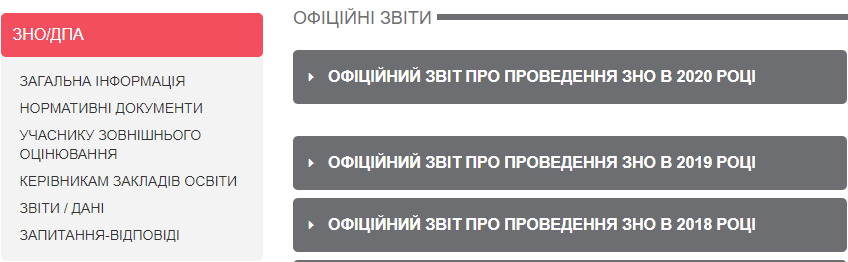 ЗНО/ДПА
ЗАГАЛЬНА ІНФОРМАЦІЯ
НОРМАТИВНІ ДОКУМЕНТИ
УЧАСНИКУ ЗОВНІШНЬОГО
ОЦІНЮВАННЯ
КЕРІВНИКАМ ЗАКЛАДІВ ОСВІТИ
ЗВІТИ / ДАНІ
ЗАПИТАННЯ-ВІДПОВІДІ
ОФІЦІЙНІ ЗВІТИ
ОФІЦІЙНИЙ ЗВІТ ПРО ПРОВЕДЕННЯ ЗНО В 2020 РОЦІ
ОФІЦІЙНИЙ ЗВІТ ПРО ПРОВЕДЕННЯ ЗНО В 2019 РОЦІ
ОФІЦІЙНИЙ ЗВІТ ПРО ПРОВЕДЕННЯ ЗНО В 2018 РОЦІ